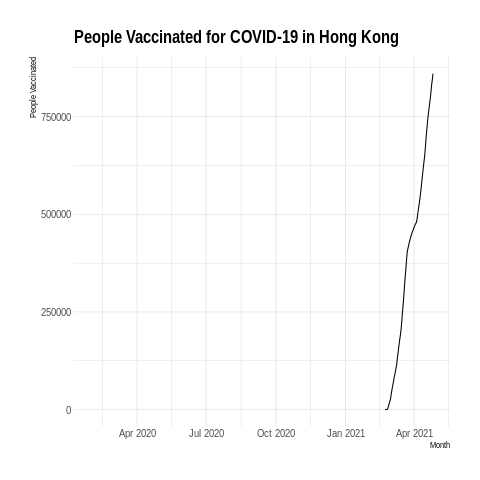 People Vaccinated for COVID-19 in Hong Kong
People Vaccinated
750000
500000
250000
0
Apr 2020 Jul 2020 Oct 2020 Jan 2021 Apr 2021
Month